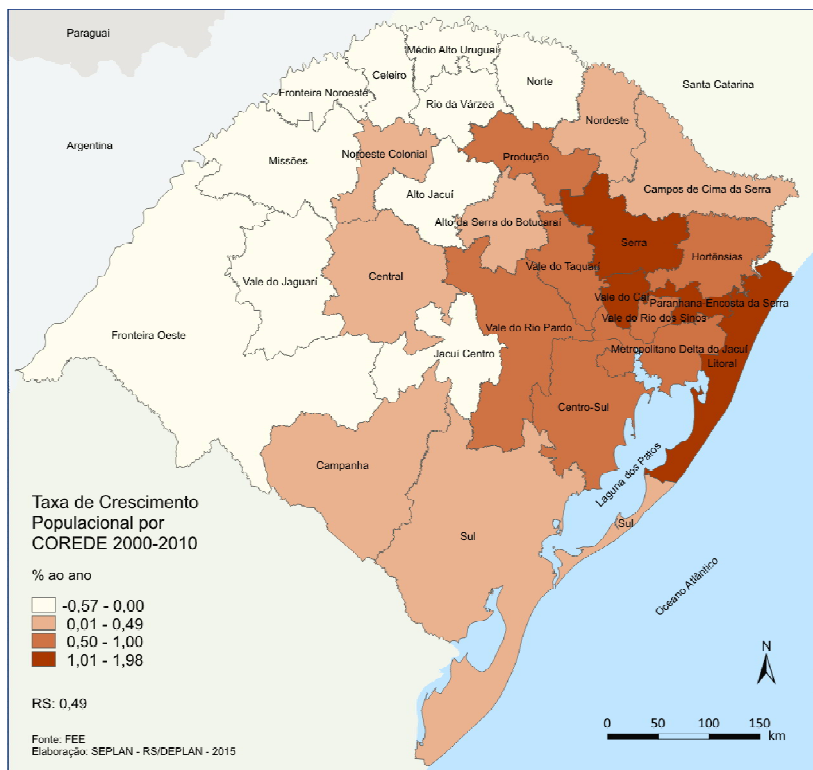 Paraguai
Médio Alto Uruguai
Celeiro
Norte
Santa Catarina
Fronteira Noroeste
Rio da Várzea
Nordeste
Argentina
Missões
Noroeste Colonial
Produção
Campos de Cima da Serra
Alto Jacuí
Alto da Serra do Botucaraí
Serra
Hortênsias
Vale do Taquari
Vale do Jaguari
Central
Vale do Caí
Paranhana-Encosta da Serra
Vale do Rio dos Sinos
Vale do Rio Pardo
Fronteira Oeste
Jacuí Centro
Metropolitano Delta do Jacuí
Litoral
Centro-Sul
Campanha
Laguna dos Patos
Sul
Sul
Oceano Atlântico
Taxa de Crescimento
Populacional por
COREDE 2000-2010
% ao ano
-0,57 - 0,00
0,01 - 0,49
0,50 - 1,00
1,01 - 1,98
RS: 0,49
Fonte: FEE
Elaboração: SEPLAN - RS/DEPLAN - 2015
N
0 50 100 150
km